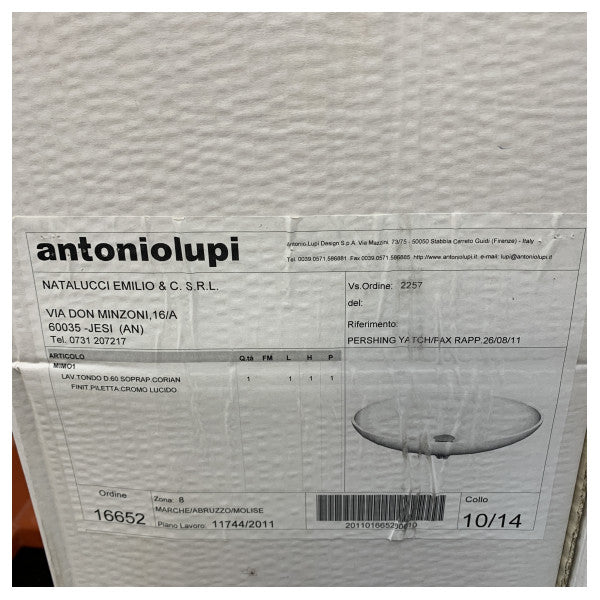 antoniolupi
Antonio Lupi Design S.p.A. Via Mazzini, 73/75 - 50050 Stabbia Cerreto Guidi (Firenze) - Italy
Tel. 0039.0571.586881 Fax 0039.0571.586885 http://www.antoniolupi.it e-mail: lupi@antoniolupi.it
NATALUCCI EMILIO & C. S.R.L.
VIA DON MINZONI,16/A
60035 -JESI (AN)
Tel. 0731 207217
Vs.Ordine: 2257
del:
Riferimento:
PERSHING YATCH/FAX RAPP.26/08/11
ARTICOLO Q.tà FM L H P
MIMO1
LAV.TONDO D.60 SOPRAP.CORIAN 1 1 1 1
FINIT.PILETTA:CROMO LUCIDO
Ordine
16652
Zona: B
MARCHE/ABRUZZO/MOLISE
Piano Lavoro: 11744/2011
Collo
10/14